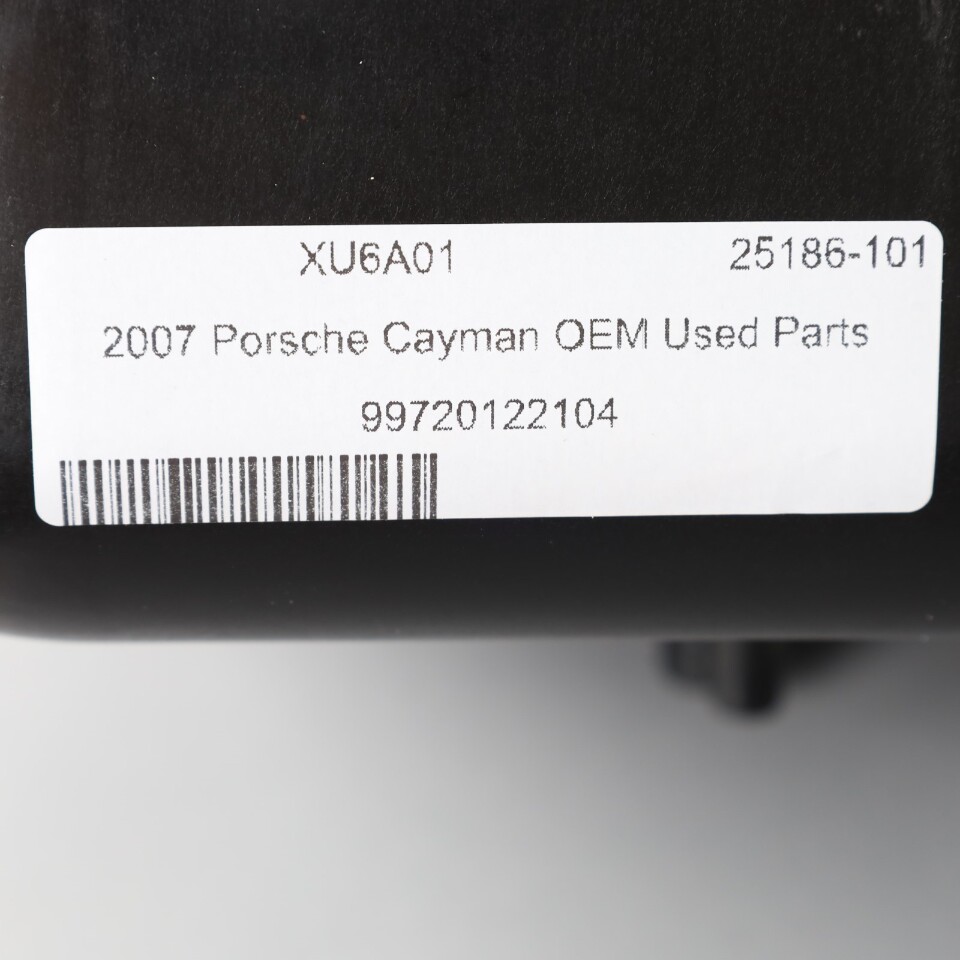 XU6A01 25186-101
2007 Porsche Cayman OEM Used Parts
99720122104